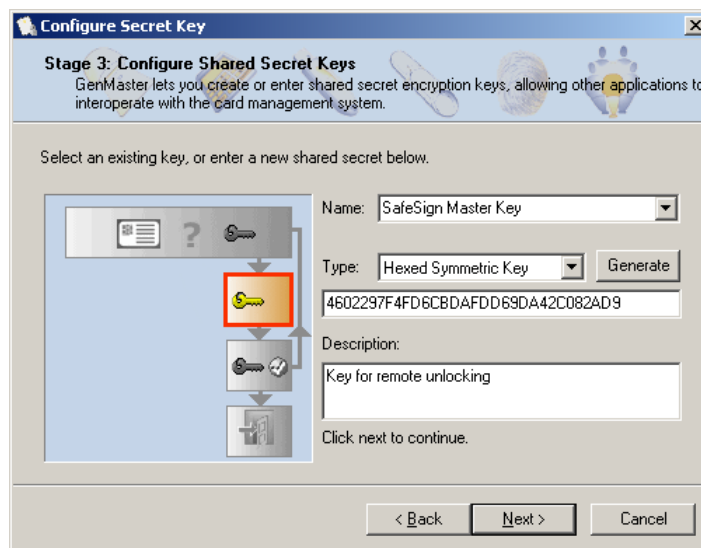 Configure Secret Key
Stage 3: Configure Shared Secret Keys
GenMaster lets you create or enter shared secret encryption keys, allowing other applications to
interoperate with the card management system.
Select an existing key, or enter a new shared secret below.
Name: SafeSign Master Key
Type: Hexed Symmetric Key Generate
4602297F4FD6CBDAFDD69DA42C082AD9
Description:
Key for remote unlocking
Click next to continue.
< Back Next > Cancel